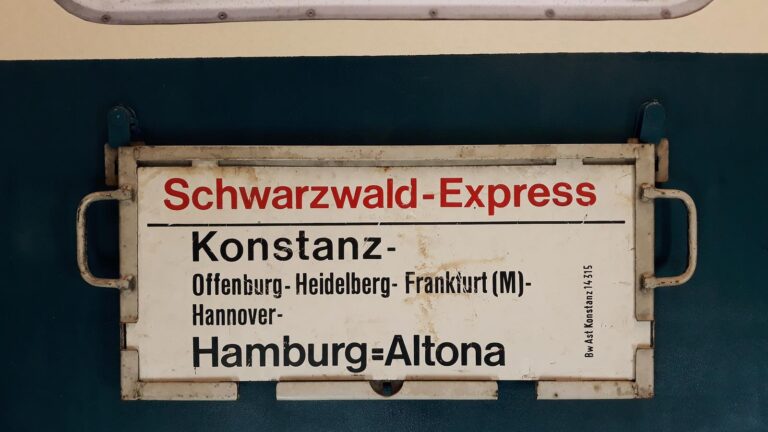 Schwarzwald-Express
Konstanz-
Offenburg-Heidelberg-Frankfurt (M)-
Hannover-
Hamburg=Altona
Bw Ast Konstanz 14315